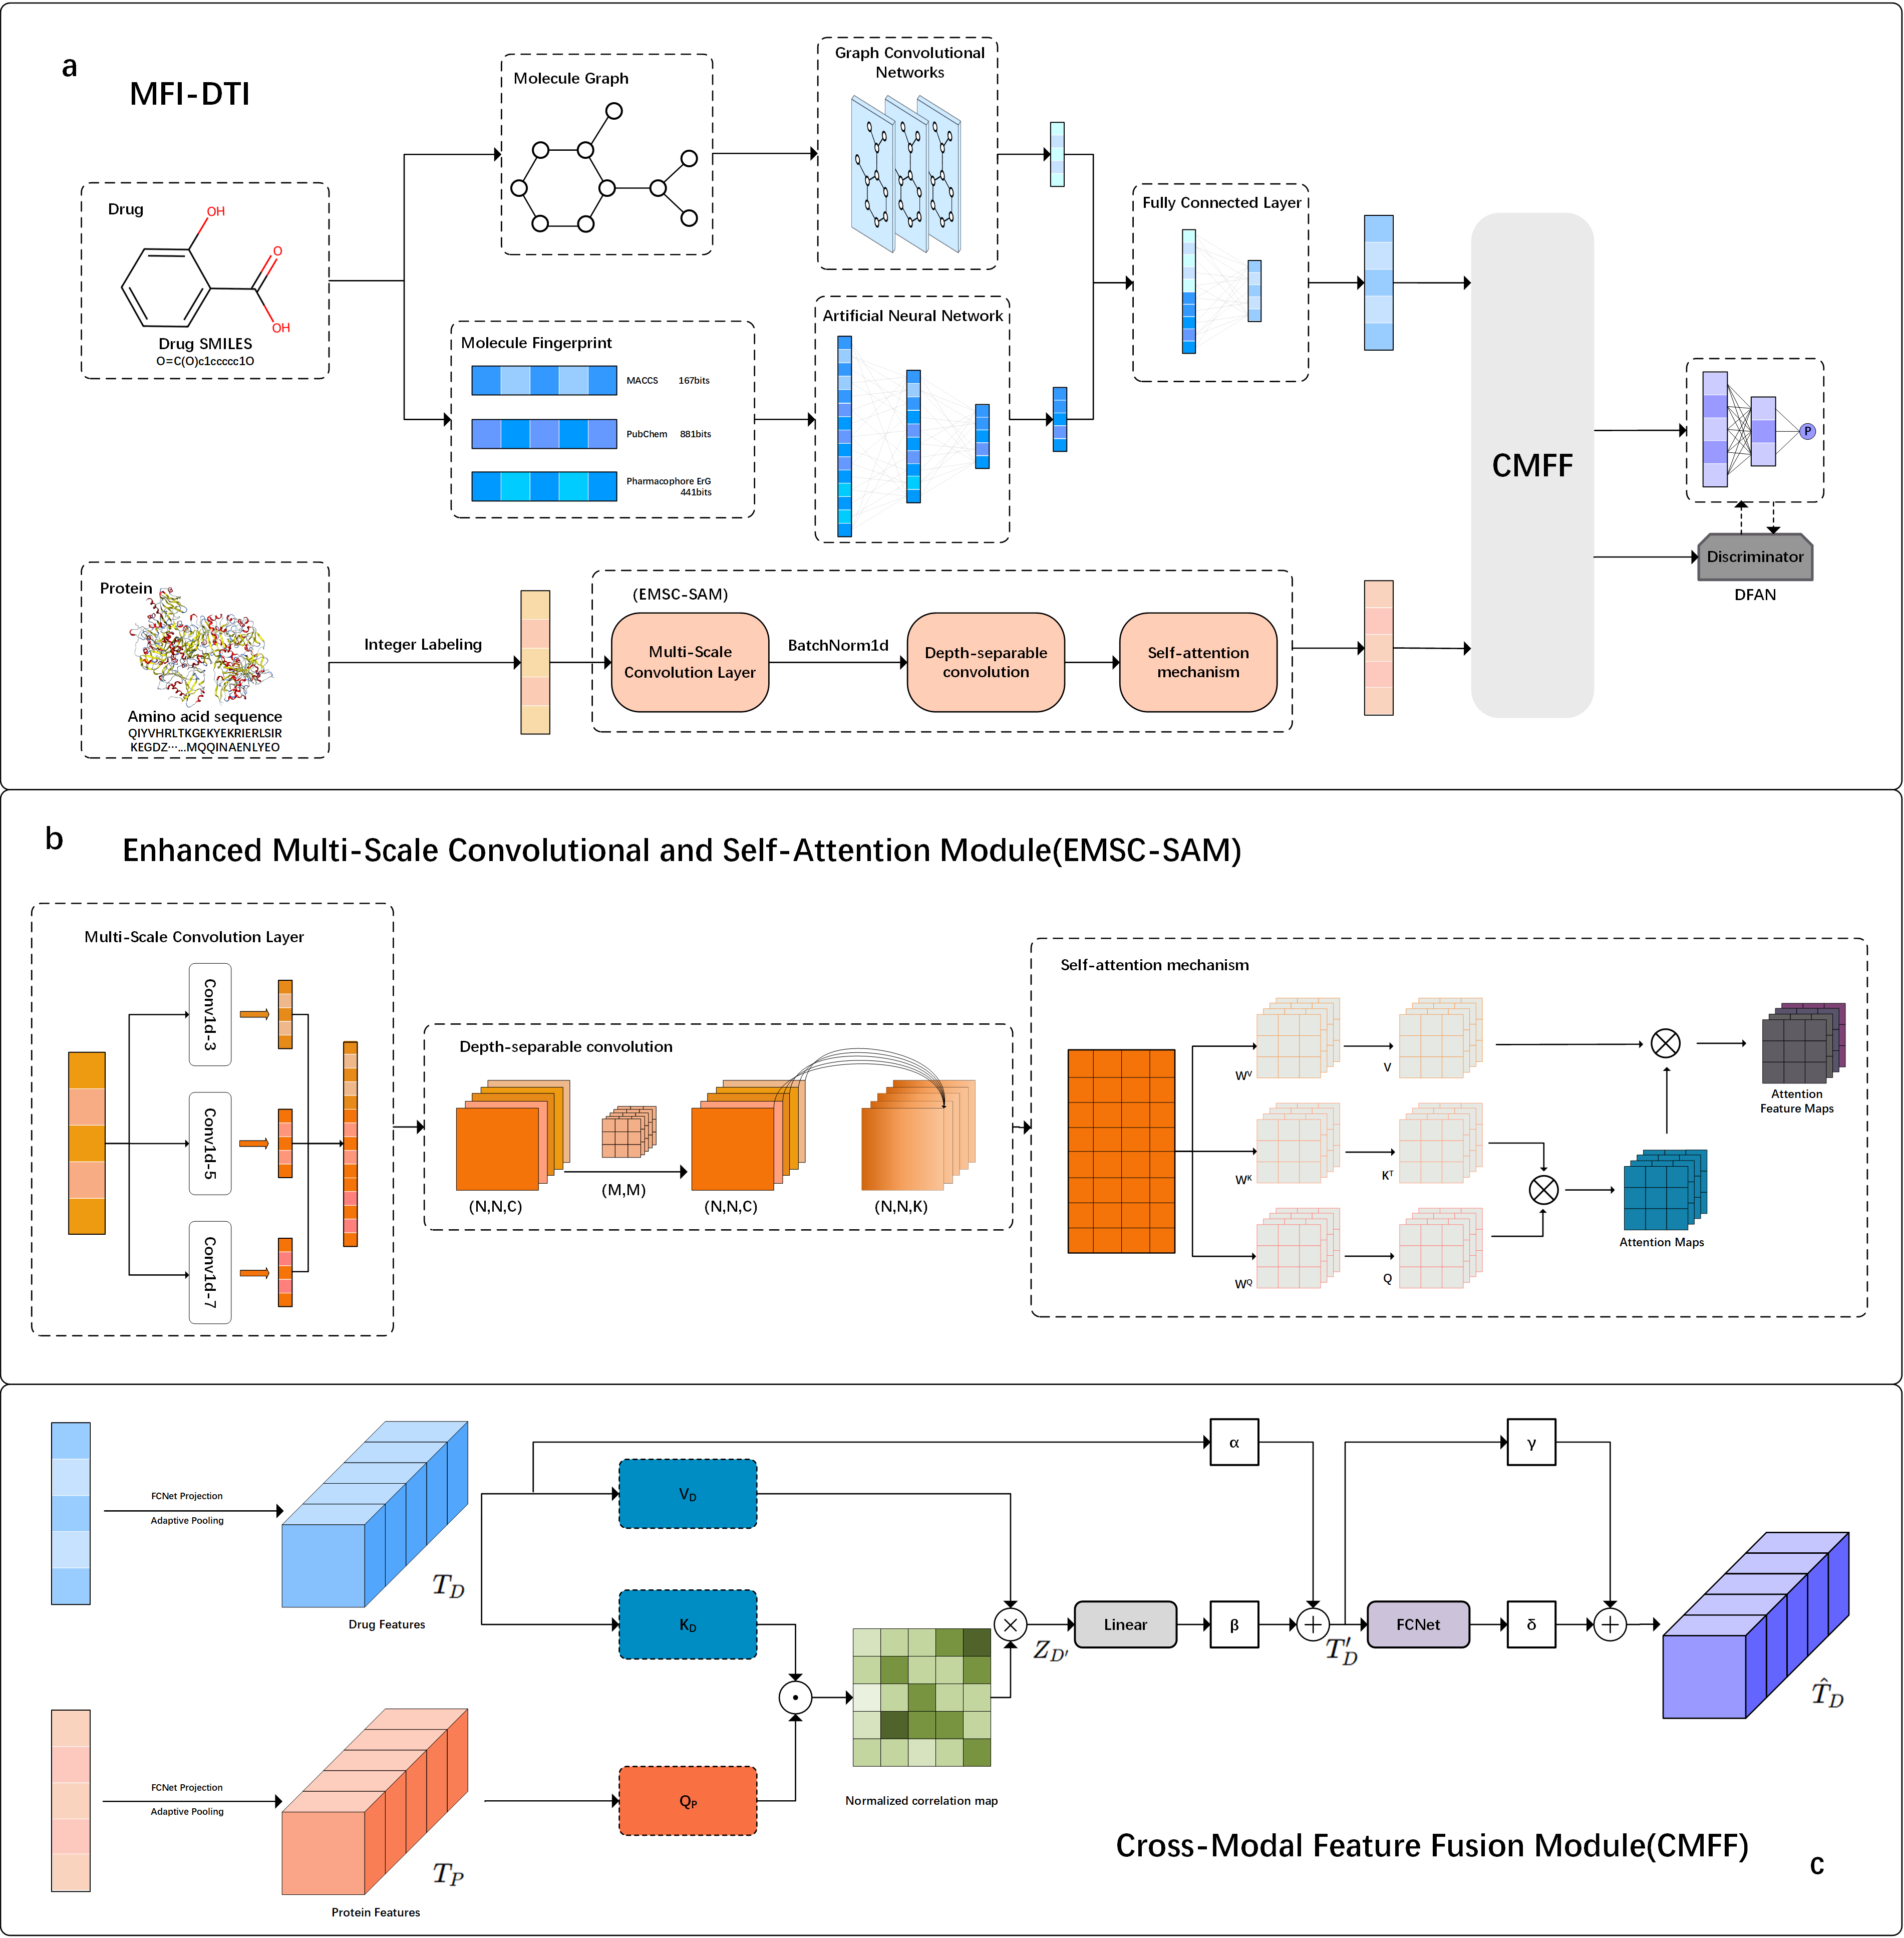 a
MFI-DTI
Molecule Graph
Graph Convolutional
Networks
Drug
OH
O
OH
Drug SMILES
O=C(O)c1ccccc1O
Molecule Fingerprint
MACCS 167bits
PubChem 881bits
Pharmacophore ErG
441bits
Artificial Neural Network
Fully Connected Layer
CMFF
P
Discriminator
DFAN
Protein
Amino acid sequence
QIYVHRLTKGEKYEKRIERLSIR
KEGDZ···...MQQINAENLYEO
Integer Labeling
(EMSC-SAM)
Multi-Scale
Convolution Layer
BatchNorm1d
Depth-separable
convolution
Self-attention
mechanism
b
Enhanced Multi-Scale Convolutional and Self-Attention Module(EMSC-SAM)
Multi-Scale Convolution Layer
Conv1d-3
Conv1d-5
Conv1d-7
Depth-separable convolution
(N,N,C)
(M,M)
(N,N,C)
(N,N,K)
Self-attention mechanism
Wⱽ
V
Wᴷ
Kᵀ
W^Q
Q
Attention Maps
Attention
Feature Maps
FCNet Projection
Adaptive Pooling
T_D
Drug Features
V_D
K_D
α
γ
Z_D'
Linear
β
T'_D
FCNet
δ
T̂_D
FCNet Projection
Adaptive Pooling
T_P
Protein Features
Q_P
Normalized correlation map
Cross-Modal Feature Fusion Module(CMFF)
c